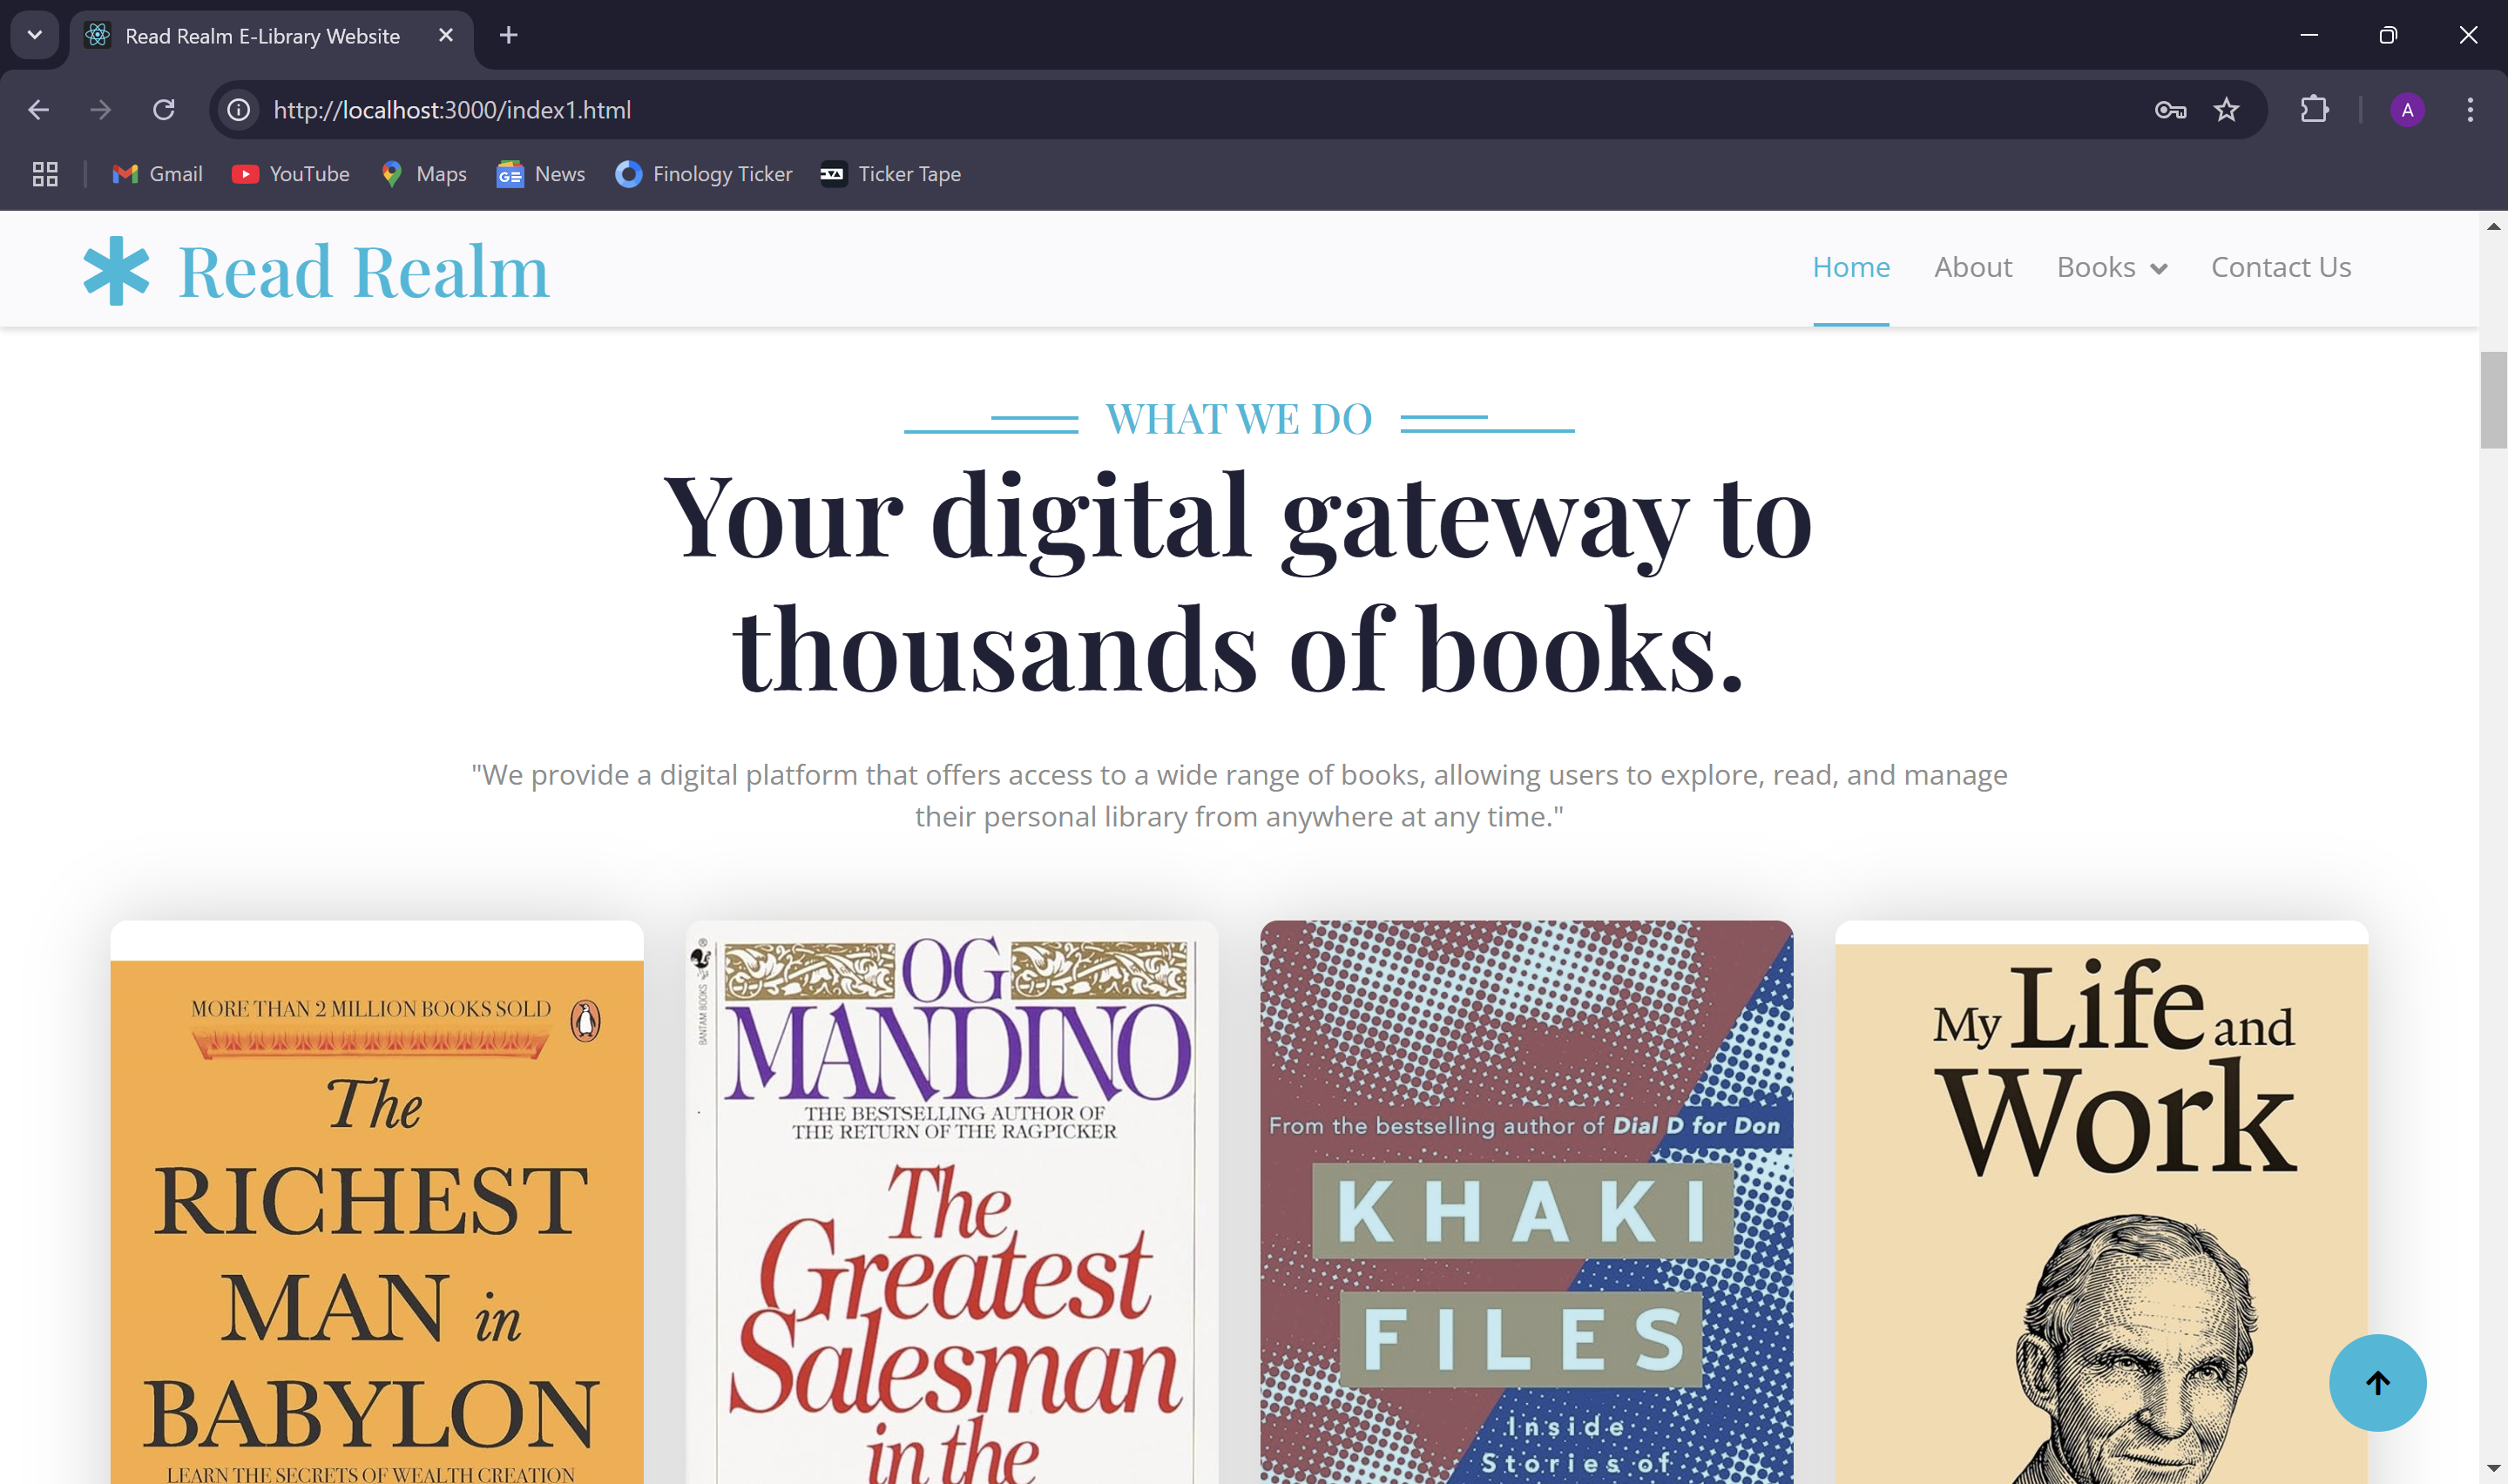 Read Realm E-Library Website
http://localhost:3000/index1.html
A
Gmail YouTube Maps News Finology Ticker Ticker Tape
Read Realm
Home About Books Contact Us
WHAT WE DO
Your digital gateway to
thousands of books.
"We provide a digital platform that offers access to a wide range of books, allowing users to explore, read, and manage
their personal library from anywhere at any time."
MORE THAN 2 MILLION BOOKS SOLD
The
RICHEST
MAN in
BABYLON
LEARN THE SECRETS OF WEALTH CREATION
BANTAM BOOKS
OG
MANDINO
THE BESTSELLING AUTHOR OF
THE RETURN OF THE RAGPICKER
The
Greatest
Salesman
in the
From the bestselling author of Dial D for Don
KHAKI
FILES
Inside
Stories of
My Life and
Work